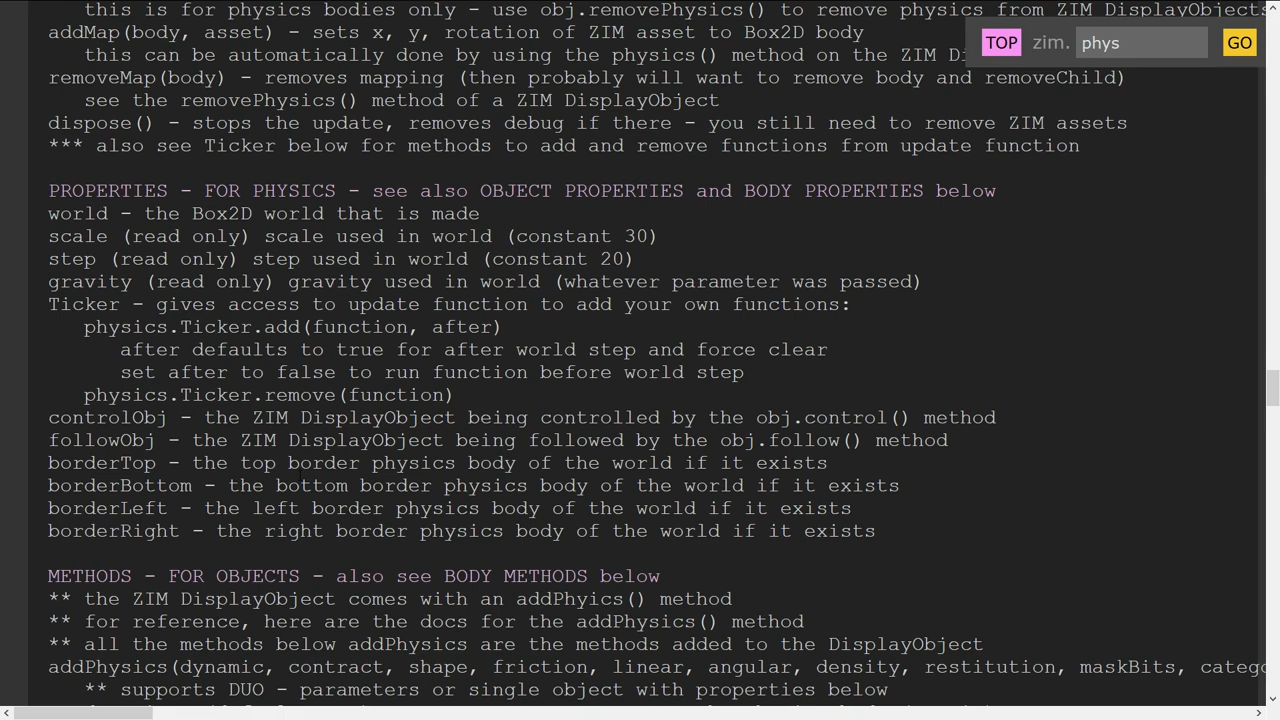 this is for physics bodies only - use obj.removePhysics() to remove physics from ZIM DisplayObjects
addMap(body, asset) - sets x, y, rotation of ZIM asset to Box2D body
TOP zim. phys GO
this can be automatically done by using the physics() method on the ZIM
removeMap(body) - removes mapping (then probably will want to remove body and removeChild)
see the removePhysics() method of a ZIM DisplayObject
dispose() - stops the update, removes debug if there - you still need to remove ZIM assets
*** also see Ticker below for methods to add and remove functions from update function
PROPERTIES - FOR PHYSICS - see also OBJECT PROPERTIES and BODY PROPERTIES below
world - the Box2D world that is made
scale (read only) scale used in world (constant 30)
step (read only) step used in world (constant 20)
gravity (read only) gravity used in world (whatever parameter was passed)
Ticker - gives access to update function to add your own functions:
physics.Ticker.add(function, after)
after defaults to true for after world step and force clear
set after to false to run function before world step
physics.Ticker.remove(function)
controlObj - the ZIM DisplayObject being controlled by the obj.control() method
followObj - the ZIM DisplayObject being followed by the obj.follow() method
borderTop - the top border physics body of the world if it exists
borderBottom - the bottom border physics body of the world if it exists
borderLeft - the left border physics body of the world if it exists
borderRight - the right border physics body of the world if it exists
METHODS - FOR OBJECTS - also see BODY METHODS below
** the ZIM DisplayObject comes with an addPhyics() method
** for reference, here are the docs for the addPhysics() method
** all the methods below addPhysics are the methods added to the DisplayObject
addPhysics(dynamic, contract, shape, friction, linear, angular, density, restitution, maskBits, catego
** supports DUO - parameters or single object with properties below